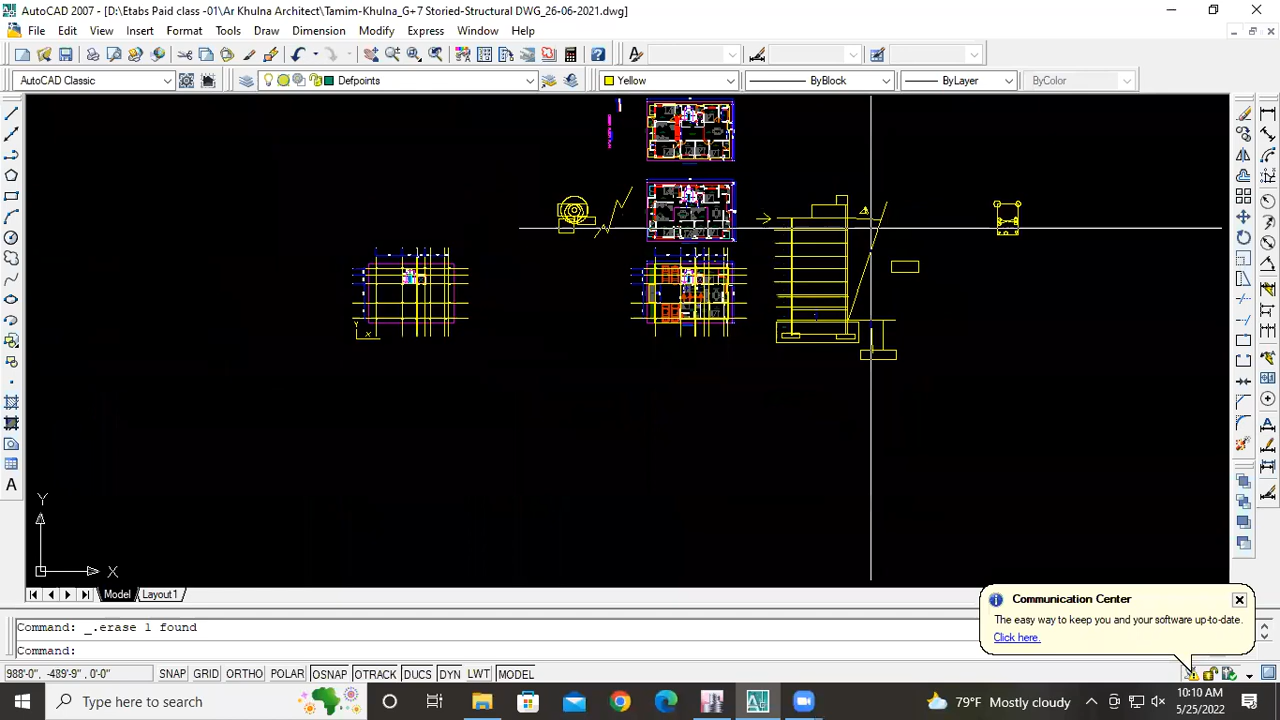 AutoCAD 2007 - [D:\Etabs Paid class -01\Ar Khulna Architect\Tamim-Khulna_G+7 Storied-Structural DWG_26-06-2021.dwg]
File Edit View Insert Format Tools Draw Dimension Modify Express Window Help
AutoCAD Classic Defpoints Yellow ByBlock ByLayer ByColor
Y
X
Y
X
Model Layout1
Communication Center
The easy way to keep you and your software up-to-date.
Click here.
Command: _.erase 1 found
Command:
988'-0", -489'-9", 0'-0" SNAP GRID ORTHO POLAR OSNAP OTRACK DUCS DYN LWT MODEL
Type here to search
79°F Mostly cloudy
10:10 AM
5/25/2022